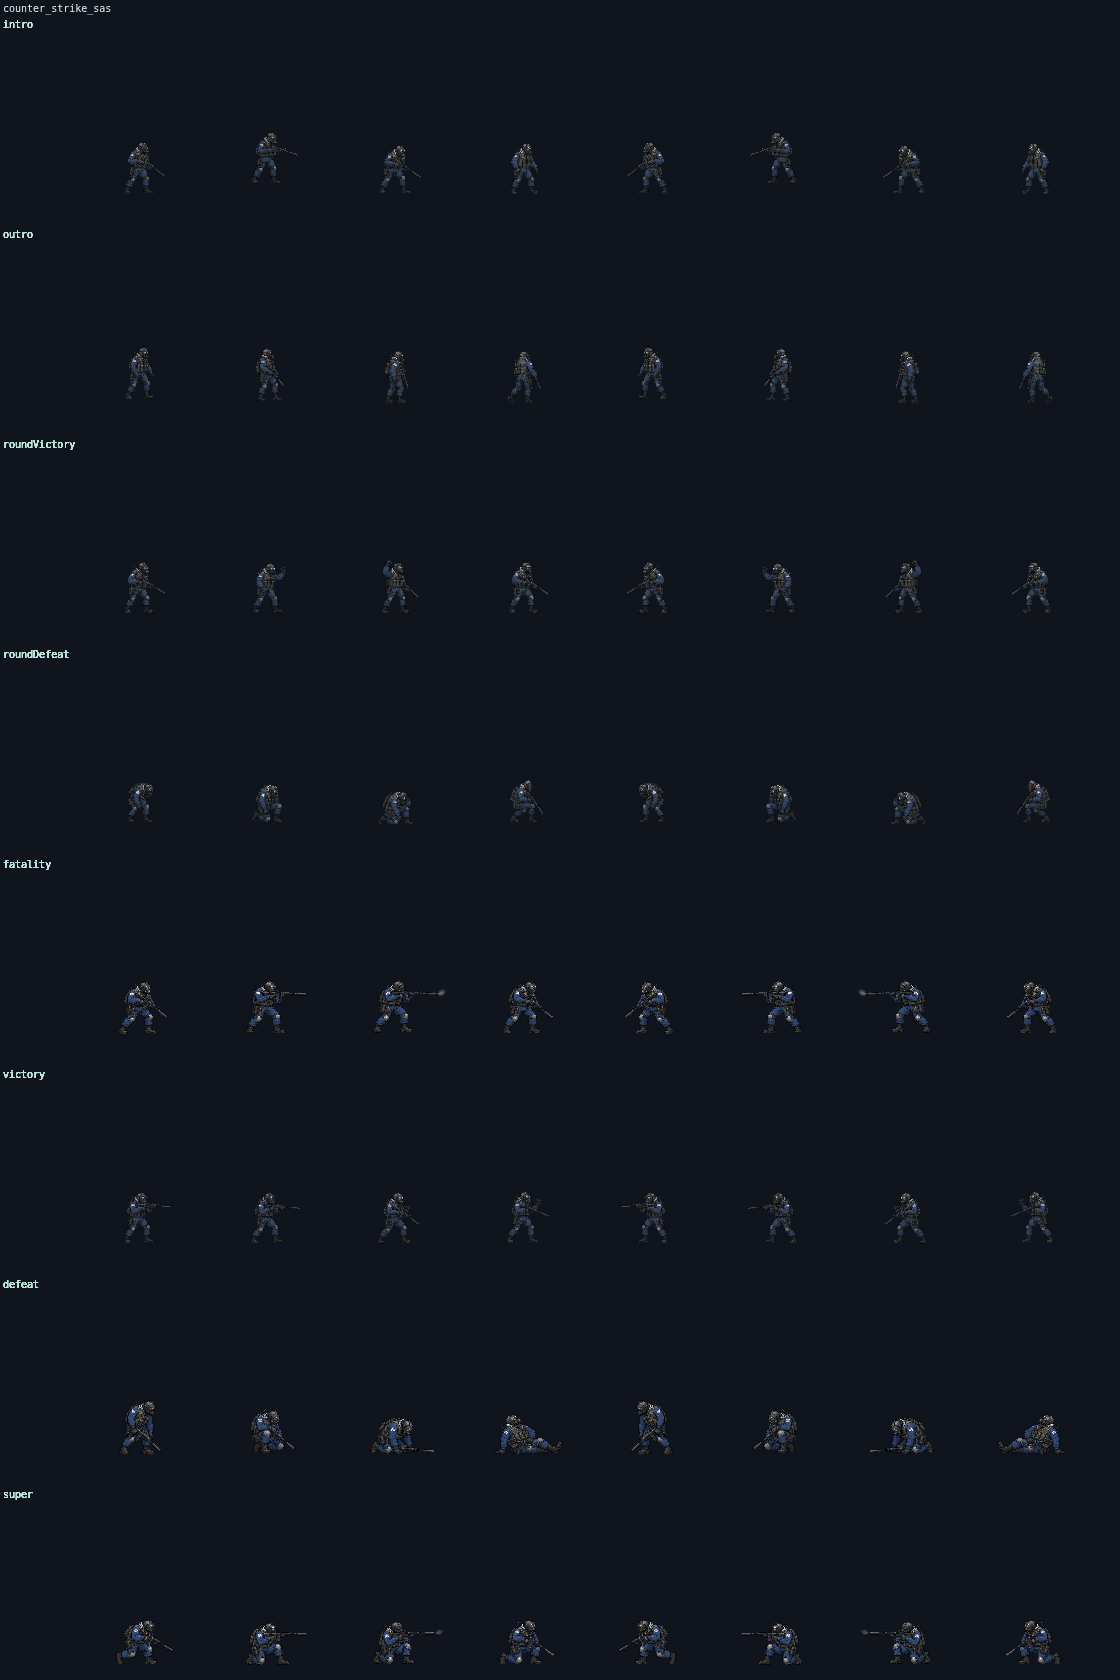 counter_strike_sas
intro
outro
roundVictory
roundDefeat
fatality
victory
defeat
super